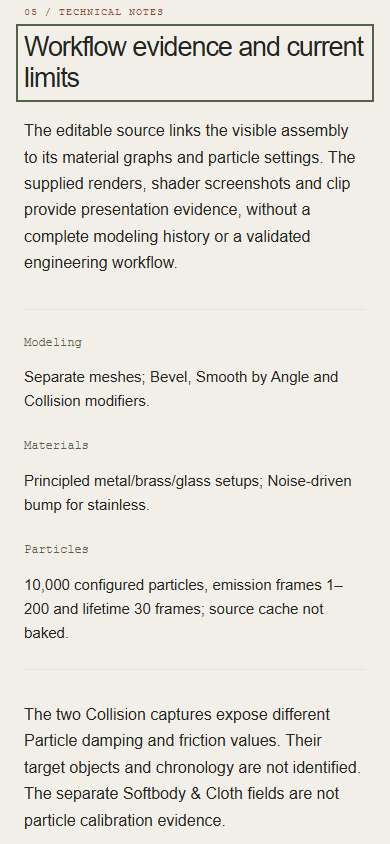 05 / TECHNICAL NOTES
Workflow evidence and current
limits
The editable source links the visible assembly
to its material graphs and particle settings. The
supplied renders, shader screenshots and clip
provide presentation evidence, without a
complete modeling history or a validated
engineering workflow.
Modeling
Separate meshes; Bevel, Smooth by Angle and
Collision modifiers.
Materials
Principled metal/brass/glass setups; Noise-driven
bump for stainless.
Particles
10,000 configured particles, emission frames 1–
200 and lifetime 30 frames; source cache not
baked.
The two Collision captures expose different
Particle damping and friction values. Their
target objects and chronology are not identified.
The separate Softbody & Cloth fields are not
particle calibration evidence.